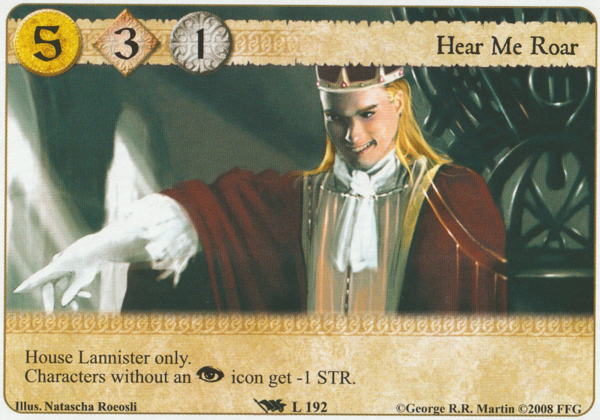 5 3 1 Hear Me Roar
House Lannister only.
Characters without an icon get -1 STR.
Illus. Natascha Roeosli L 192 ©George R.R. Martin ©2008 FFG